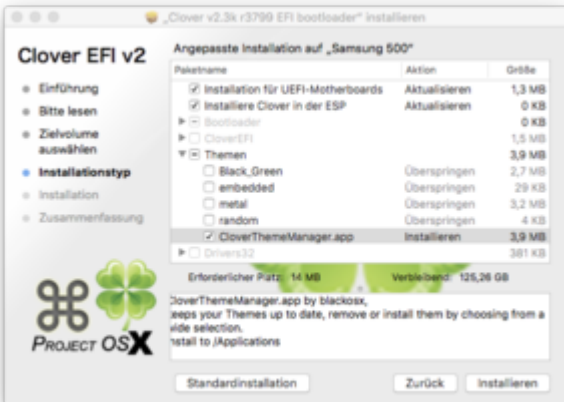 „Clover v2.3k r3799 EFI bootloader“ installieren
Clover EFI v2
Angepasste Installation auf „Samsung 500“
Paketname Aktion Größe
Einführung
Bitte lesen
Zielvolume
auswählen
Installationstyp
Installation
Zusammenfassung
Installation für UEFI-Motherboards Aktualisieren 1,3 MB
Installiere Clover in der ESP Aktualisieren 0 KB
Bootloader 0 KB
CloverEFI 1,5 MB
Themen 3,9 MB
Black_Green Überspringen 2,7 MB
embedded Überspringen 29 KB
metal Überspringen 3,2 MB
random Überspringen 4 KB
CloverThemeManager.app Installieren 3,9 MB
Drivers32 381 KB
Erforderlicher Platz: 14 MB Verbleibend: 125,26 GB
CloverThemeManager.app by blackosx,
keeps your Themes up to date, remove or install them by choosing from a
wide selection.
nstall to /Applications
PROJECT OSX
Standardinstallation Zurück Installieren